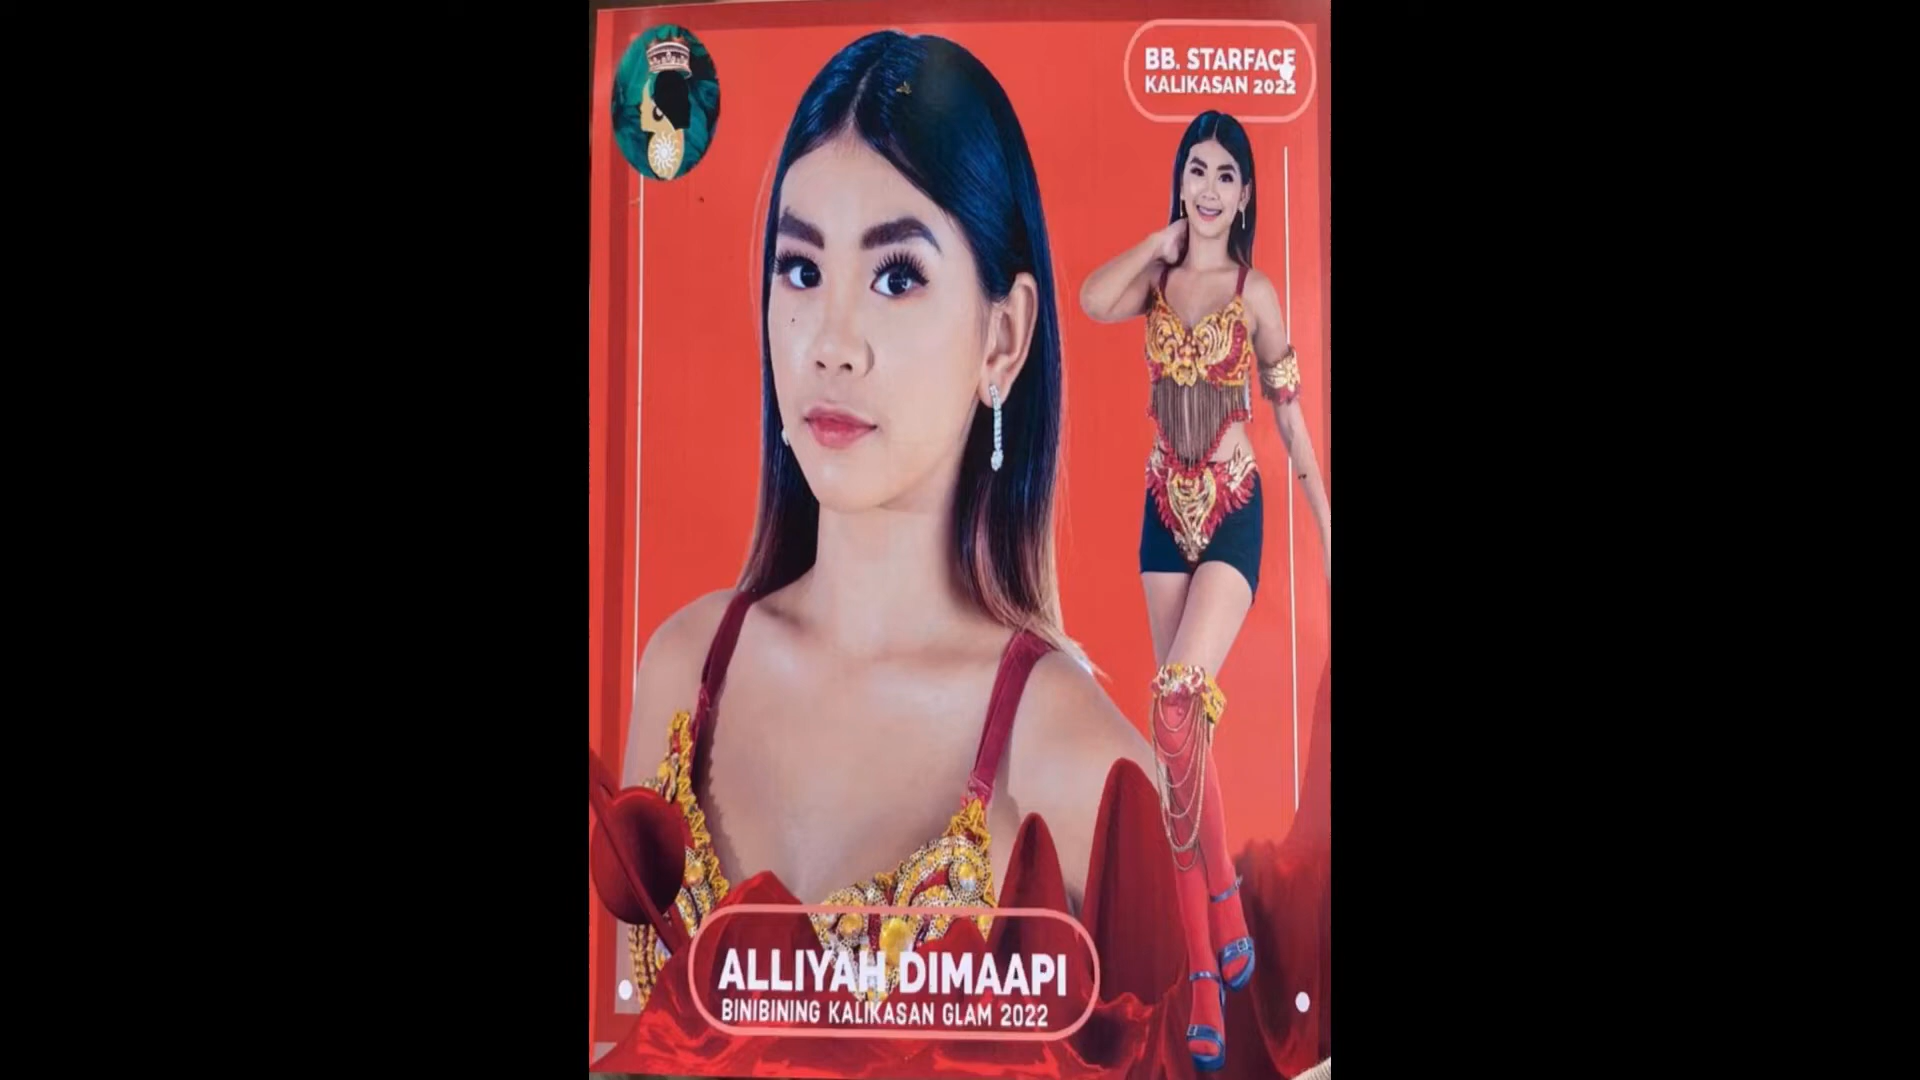 BB. STARFACE
KALIKASAN 2022
ALLIYAH DIMAAPI
BINIBINING KALIKASAN GLAM 2022